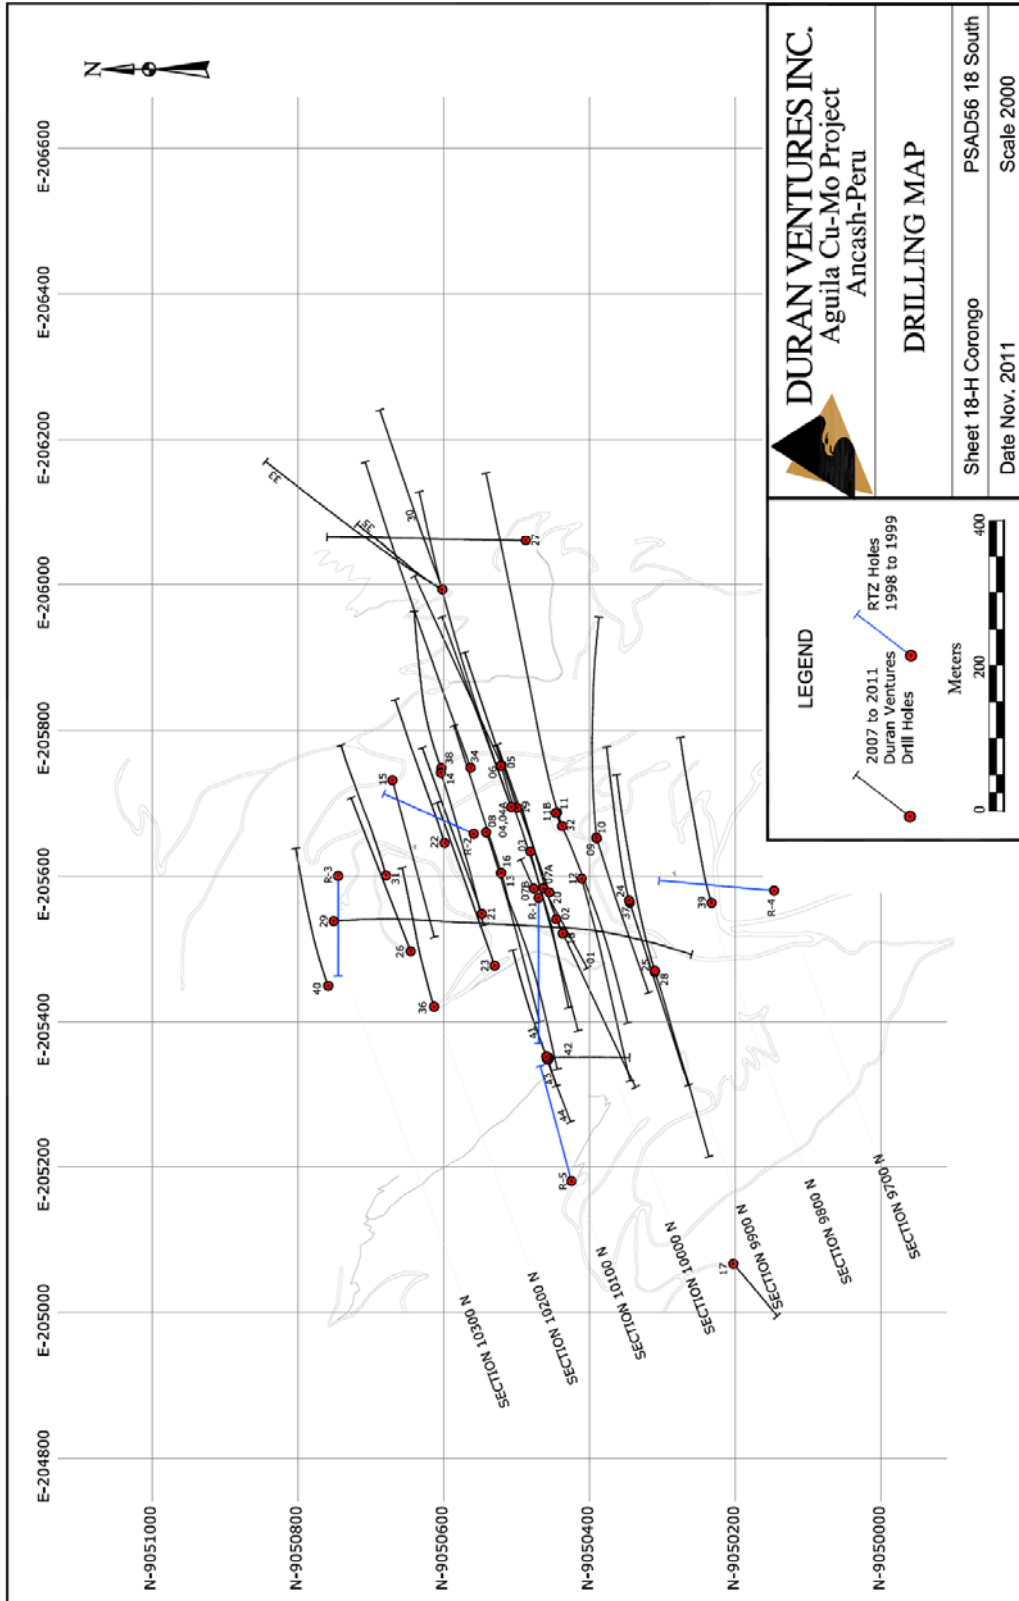 N
E-204800
E-205000
E-205200
E-205400
E-205600
E-205800
E-206000
E-206200
E-206400
E-206600
N-9051000
N-9050800
N-9050600
N-9050400
N-9050200
N-9050000
33
35
30
27
15
38
14
34
22
R-2
08
06
05
04,04A
19
11B
11
32
09
10
03
16
13
07B
07A
R-1
20
02
18
01
12
24
37
39
R-4
25
28
R-3
31
29
26
40
36
21
23
41
42
43
44
R-5
17
SECTION 10300 N
SECTION 10200 N
SECTION 10100 N
SECTION 10000 N
SECTION 9900 N
SECTION 9800 N
SECTION 9700 N
LEGEND
2007 to 2011
Duran Ventures
Drill Holes
RTZ Holes
1998 to 1999
Meters
0 200 400
DURAN VENTURES INC.
Aguila Cu-Mo Project
Ancash-Peru
DRILLING MAP
Sheet 18-H Corongo PSAD56 18 South
Date Nov. 2011 Scale 2000